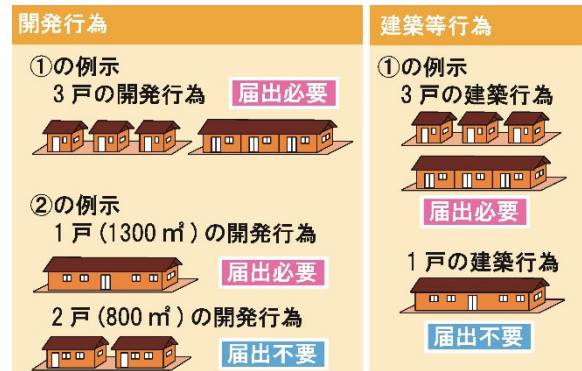 開発行為
①の例示
3戸の開発行為 届出必要
②の例示
1戸(1300㎡)の開発行為
届出必要
2戸(800㎡)の開発行為
届出不要
建築等行為
①の例示
3戸の建築行為
届出必要
1戸の建築行為
届出不要